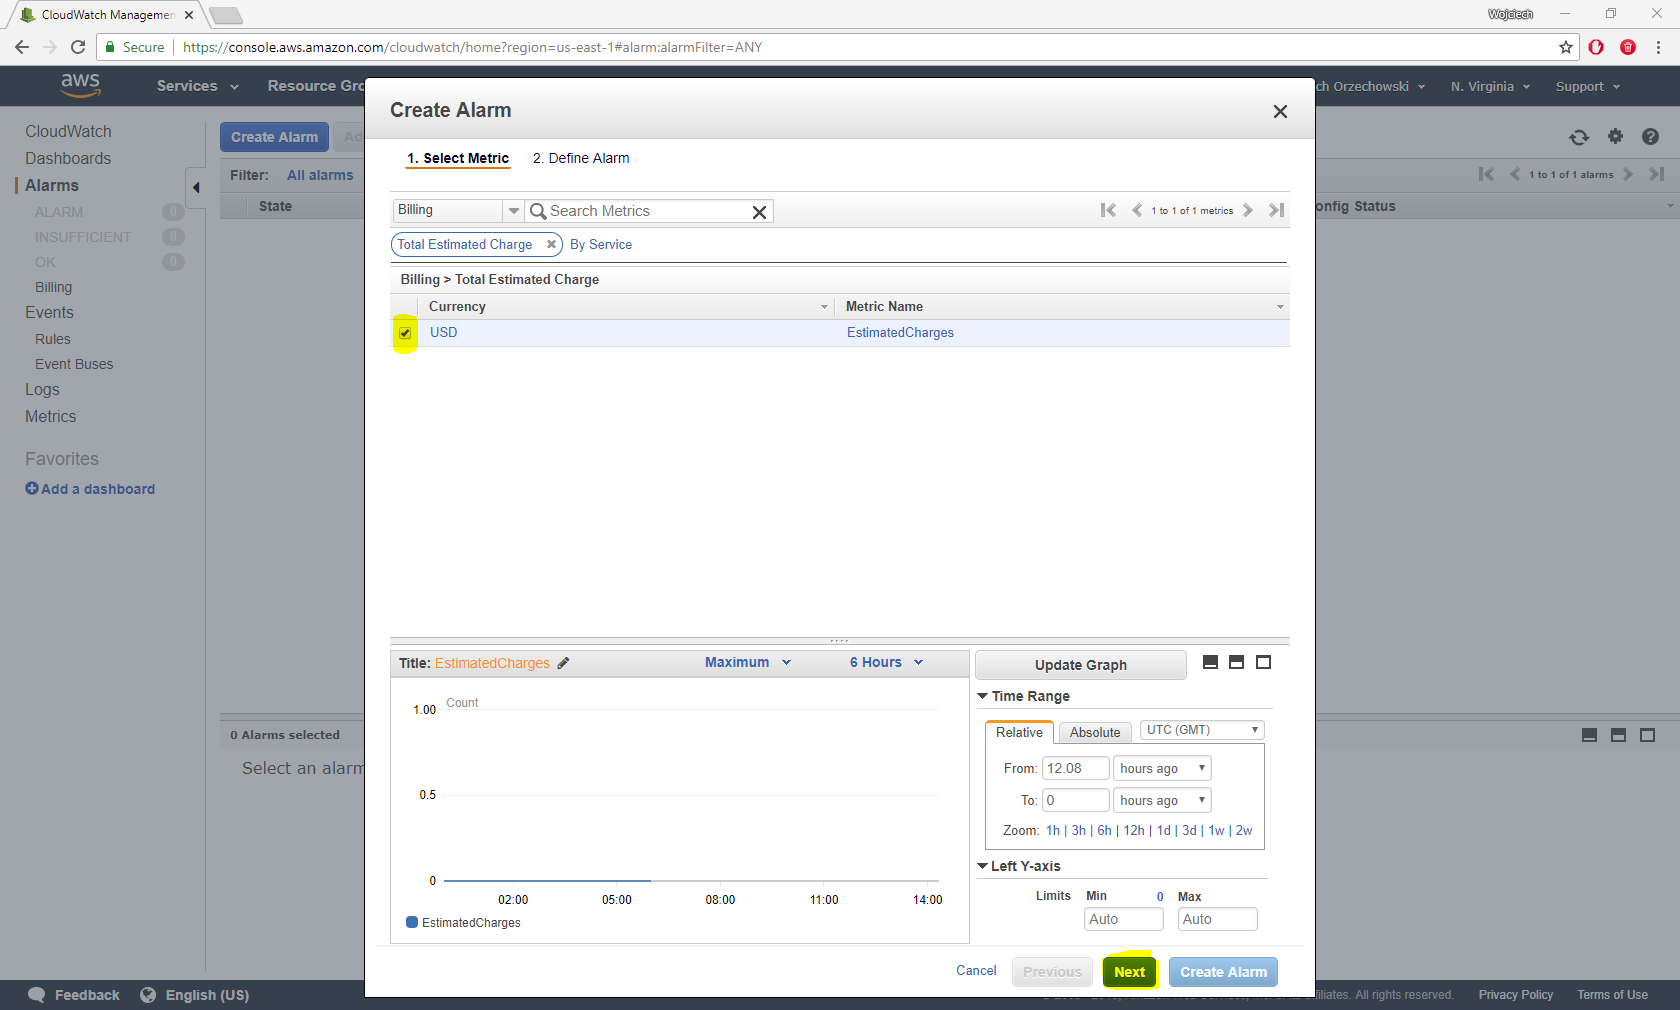 CloudWatch Managemen
Wojciech
Secure
https://console.aws.amazon.com/cloudwatch/home?region=us-east-1#alarm:alarmFilter=ANY
aws Services Resource Gro
ch Orzechowski N. Virginia Support
CloudWatch
Dashboards
Alarms
ALARM 0
INSUFFICIENT 0
OK 0
Billing
Events
Rules
Event Buses
Logs
Metrics
Favorites
Add a dashboard
Create Alarm Ad
Filter: All alarms
State
1 to 1 of 1 alarms
onfig Status
0 Alarms selected
Select an alarm
Create Alarm
1. Select Metric 2. Define Alarm
Billing Search Metrics 1 to 1 of 1 metrics
Total Estimated Charge By Service
Billing > Total Estimated Charge
Currency Metric Name
USD EstimatedCharges
Title: EstimatedCharges Maximum 6 Hours
Count
1.00
0.5
0
02:00 05:00 08:00 11:00 14:00
EstimatedCharges
Update Graph
Time Range
Relative Absolute UTC (GMT)
From: 12.08 hours ago
To: 0 hours ago
Zoom: 1h | 3h | 6h | 12h | 1d | 3d | 1w | 2w
Left Y-axis
Limits Min 0 Max
Auto Auto
Cancel Previous Next Create Alarm
Feedback English (US)
ffiliates. All rights reserved. Privacy Policy Terms of Use